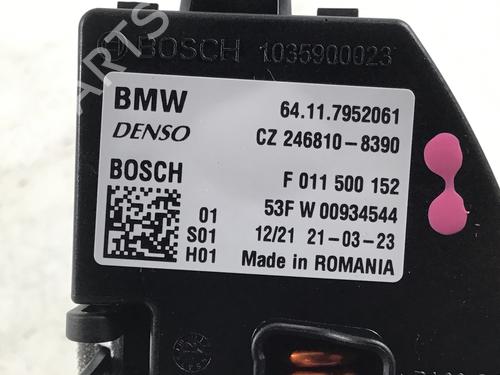 BOSCH 1035900023
BMW 64.11.7952061
DENSO CZ 246810-8390
BOSCH F 011 500 152
01 53F W 00934544
S01 12/21 21-03-23
H01 Made in ROMANIA
PARTS